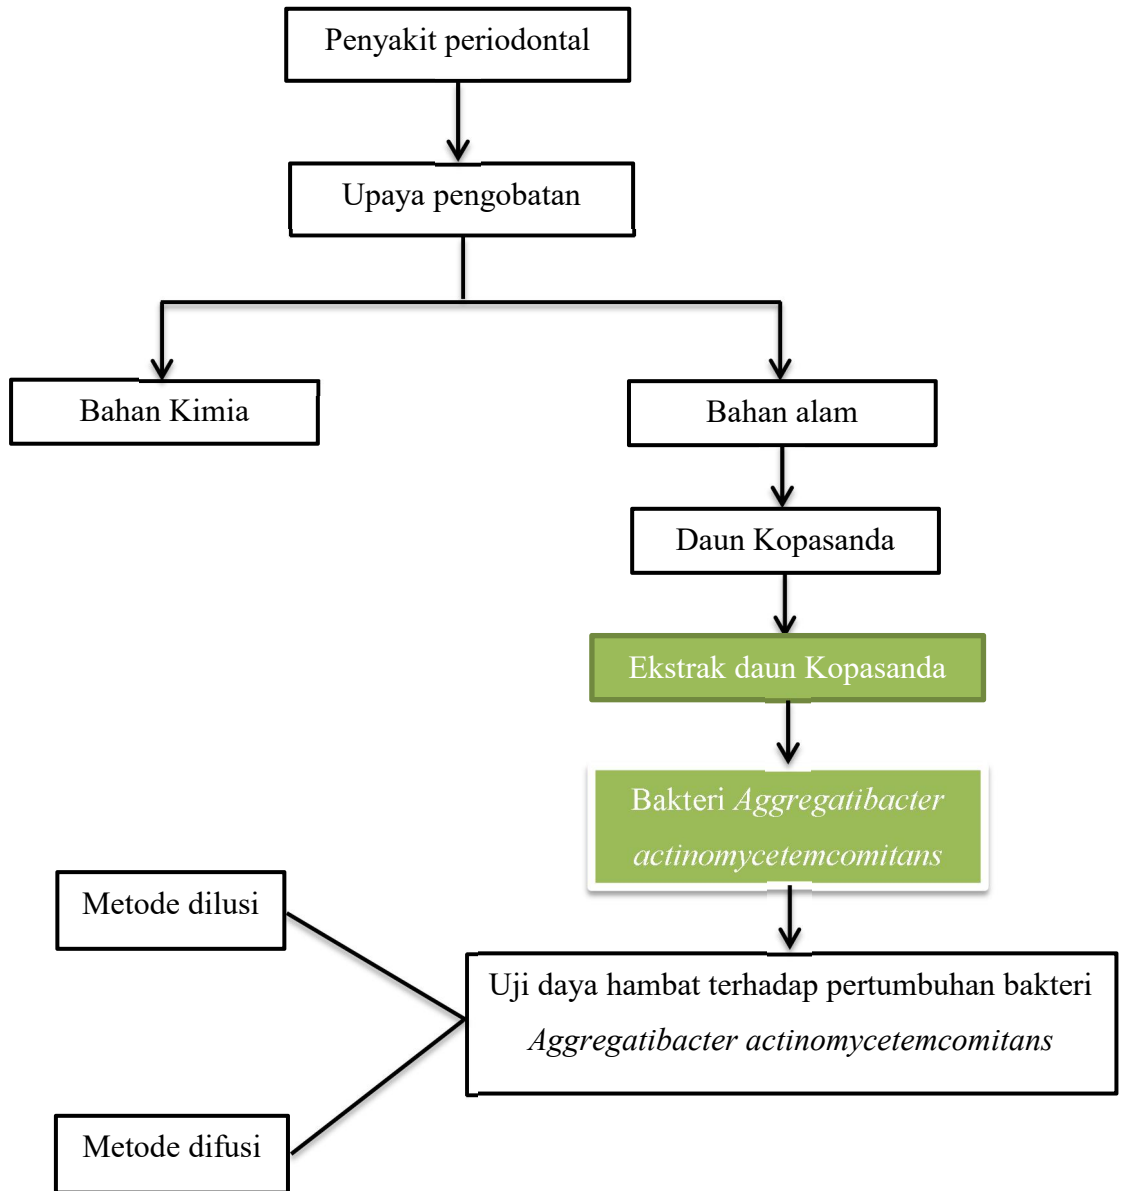 Penyakit periodontal
Upaya pengobatan
Bahan Kimia
Bahan alam
Daun Kopasanda
Ekstrak daun Kopasanda
Bakteri Aggregatibacter
actinomycetemcomitans
Metode dilusi
Uji daya hambat terhadap pertumbuhan bakteri
Aggregatibacter actinomycetemcomitans
Metode difusi